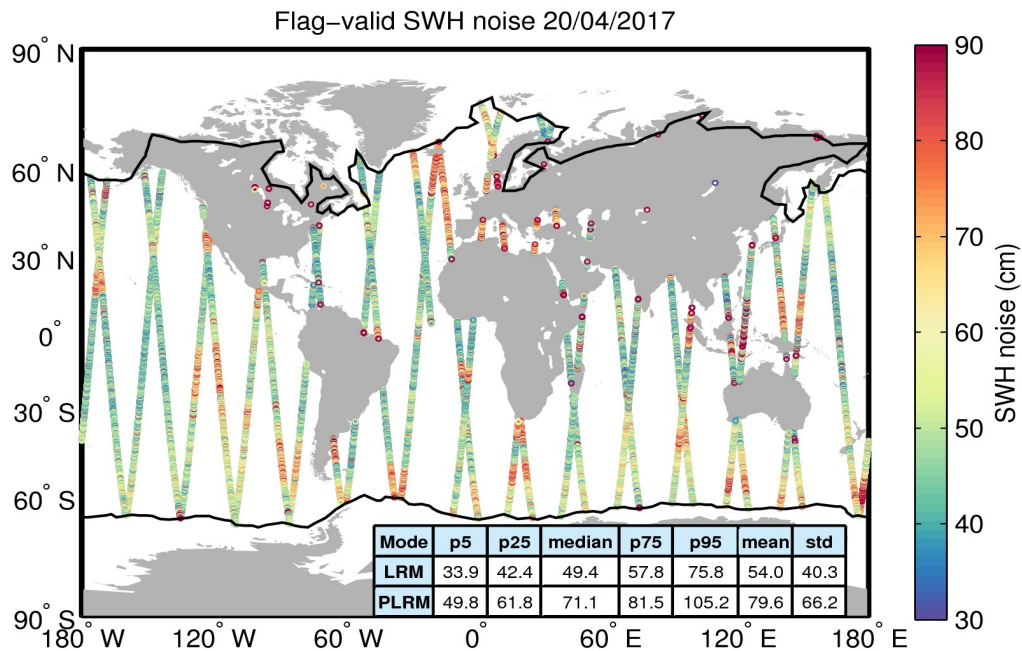 Flag−valid SWH noise 20/04/2017
90° N
60° N
30° N
0°
30° S
60° S
90° S
180° W
120° W
60° W
0°
60° E
120° E
180° E
Mode p5 p25 median p75 p95 mean std
LRM 33.9 42.4 49.4 57.8 75.8 54.0 40.3
PLRM 49.8 61.8 71.1 81.5 105.2 79.6 66.2
90
80
70
60
50
40
30
SWH noise (cm)